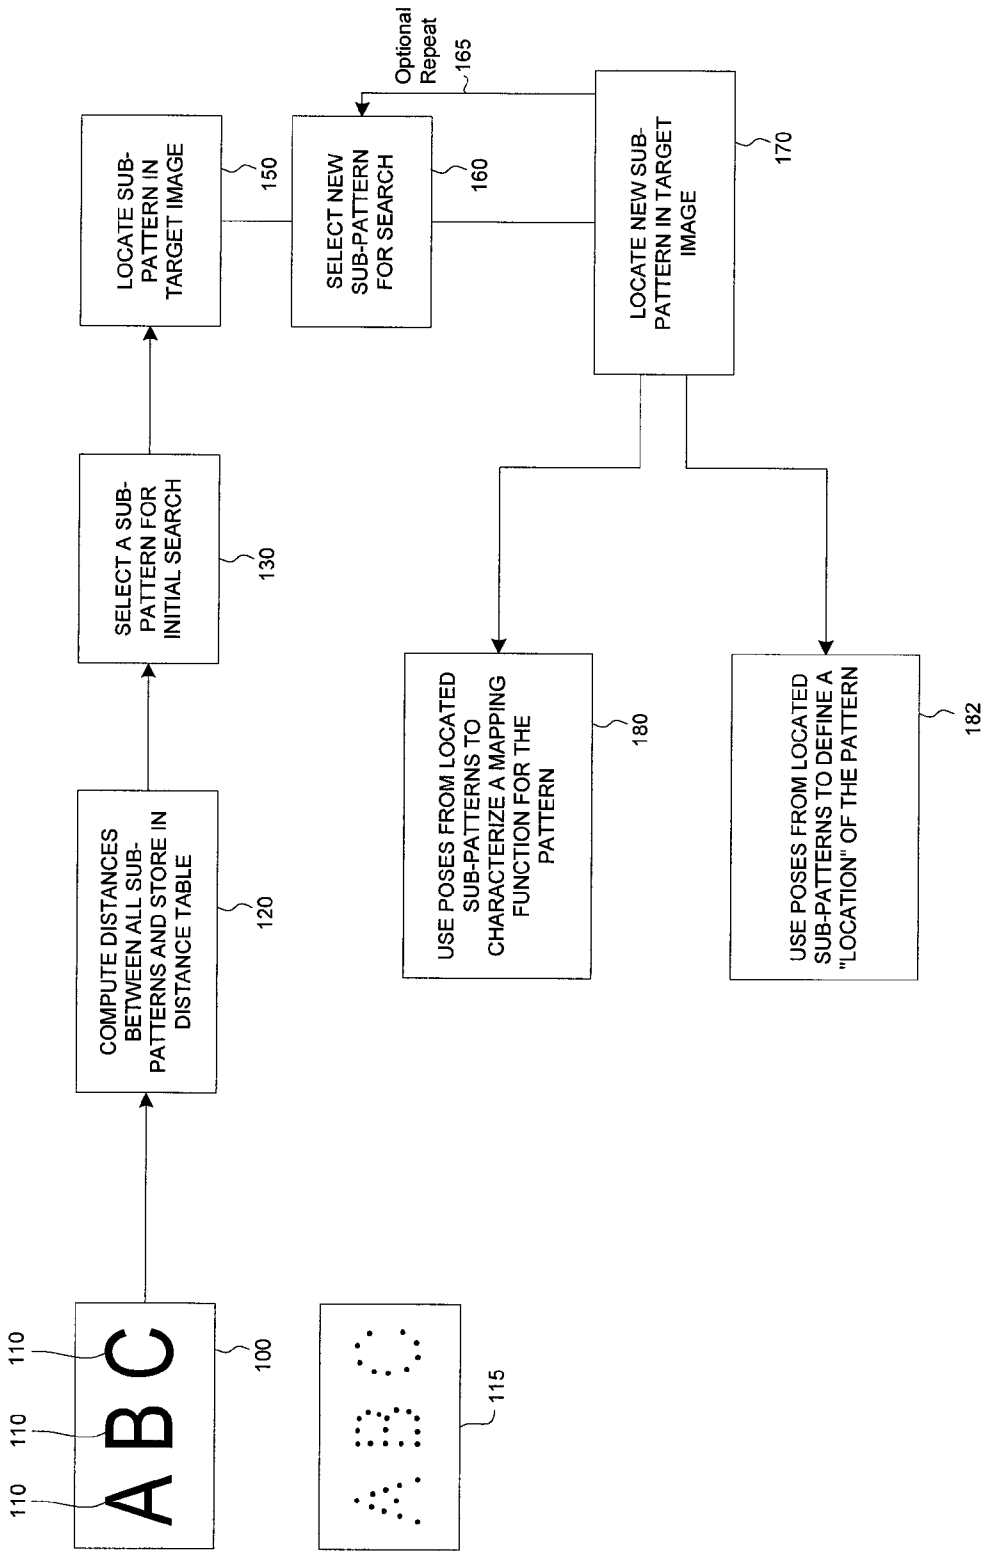 110
110
110
A B C
100
A B C
115
COMPUTE DISTANCES
BETWEEN ALL SUB-
PATTERNS AND STORE IN
DISTANCE TABLE
120
SELECT A SUB-
PATTERN FOR
INITIAL SEARCH
130
LOCATE SUB-
PATTERN IN
TARGET IMAGE
150
SELECT NEW
SUB-PATTERN
FOR SEARCH
160
Optional
Repeat
165
LOCATE NEW SUB-
PATTERN IN TARGET
IMAGE
170
USE POSES FROM LOCATED
SUB-PATTERNS TO
CHARACTERIZE A MAPPING
FUNCTION FOR THE
PATTERN
180
USE POSES FROM LOCATED
SUB-PATTERNS TO DEFINE A
"LOCATION" OF THE PATTERN
182